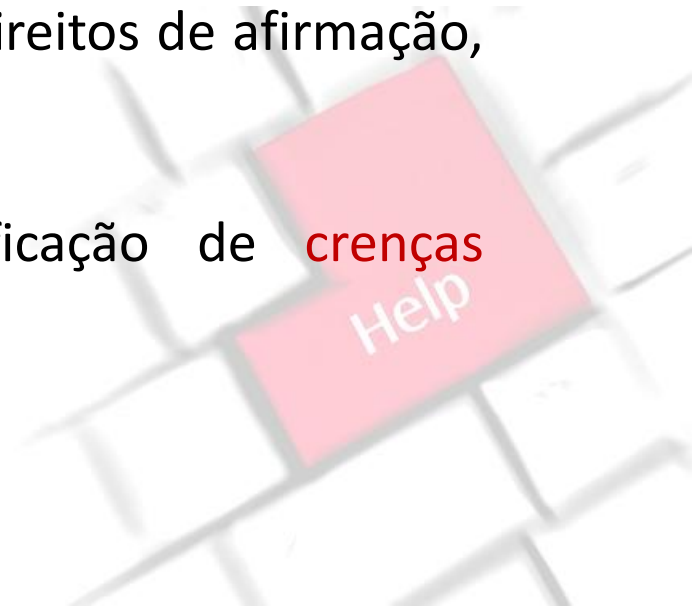 ireitos de afirmação,
ficação de crenças
Help